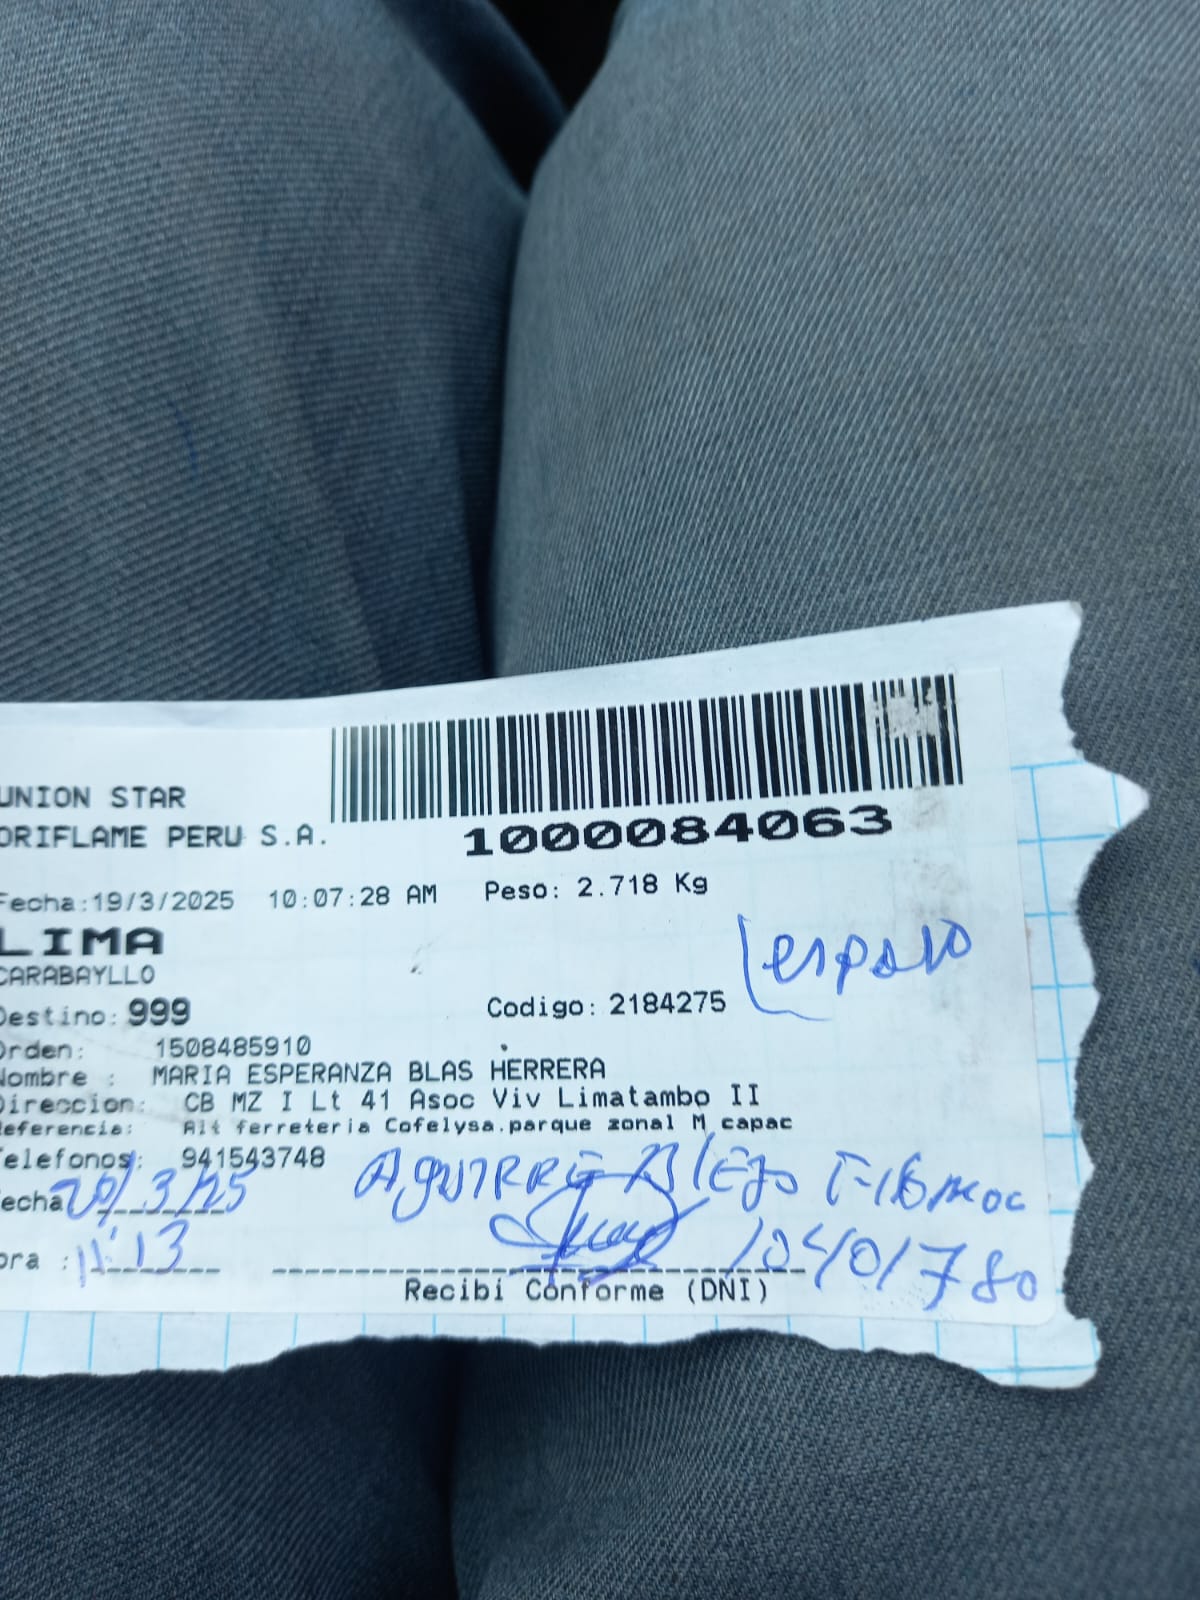 UNION STAR
ORIFLAME PERU S.A.
1000084063
Fecha:19/3/2025 10:07:28 AM Peso: 2.718 Kg
LIMA
CARABAYLLO
esposo
Destino: 999 Codigo: 2184275
Orden: 1508485910
Nombre : MARIA ESPERANZA BLAS HERRERA
Direccion: CB MZ I Lt 41 Asoc Viv Limatambo II
Referencia: Alt ferreteria Cofelysa.parque zonal M capac
Telefonos: 941543748
AGUIRRE
echa 20/3/25
ora : 11:13
Recibi Conforme (DNI)